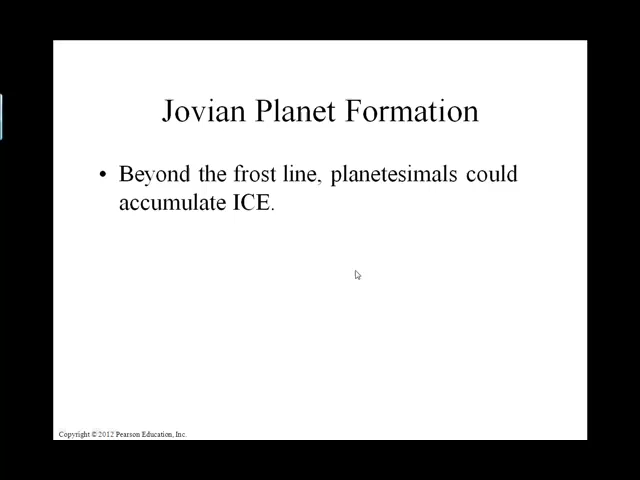 Jovian Planet Formation
• Beyond the frost line, planetesimals could
accumulate ICE.
Copyright © 2012 Pearson Education, Inc.